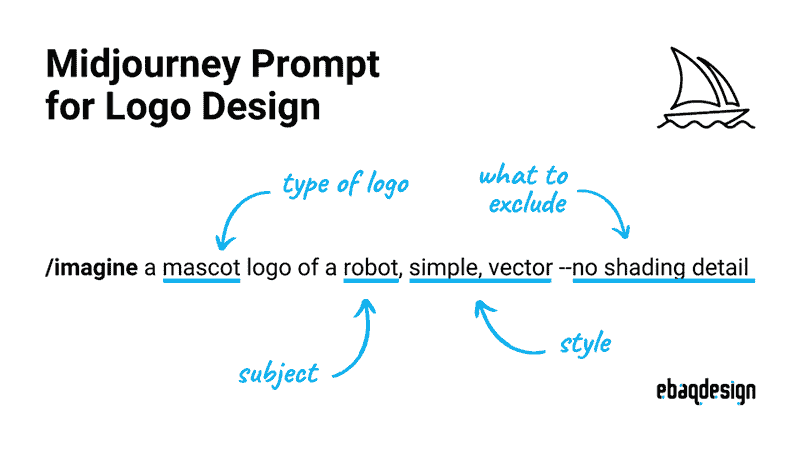 Midjourney Prompt
for Logo Design
type of logo
what to
exclude
/imagine a mascot logo of a robot, simple, vector --no shading detail
subject
style
ebaqdesign